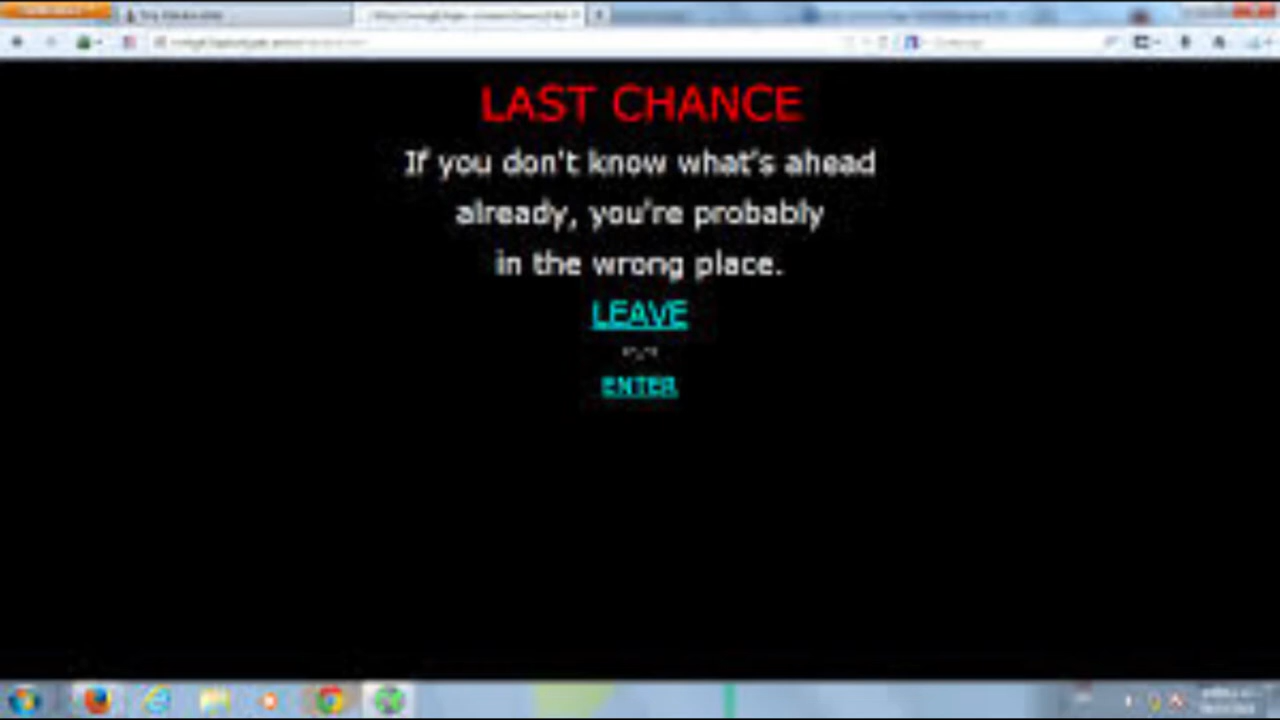 LAST CHANCE
If you don't know what's ahead
already, you're probably
in the wrong place.
LEAVE
ENTER